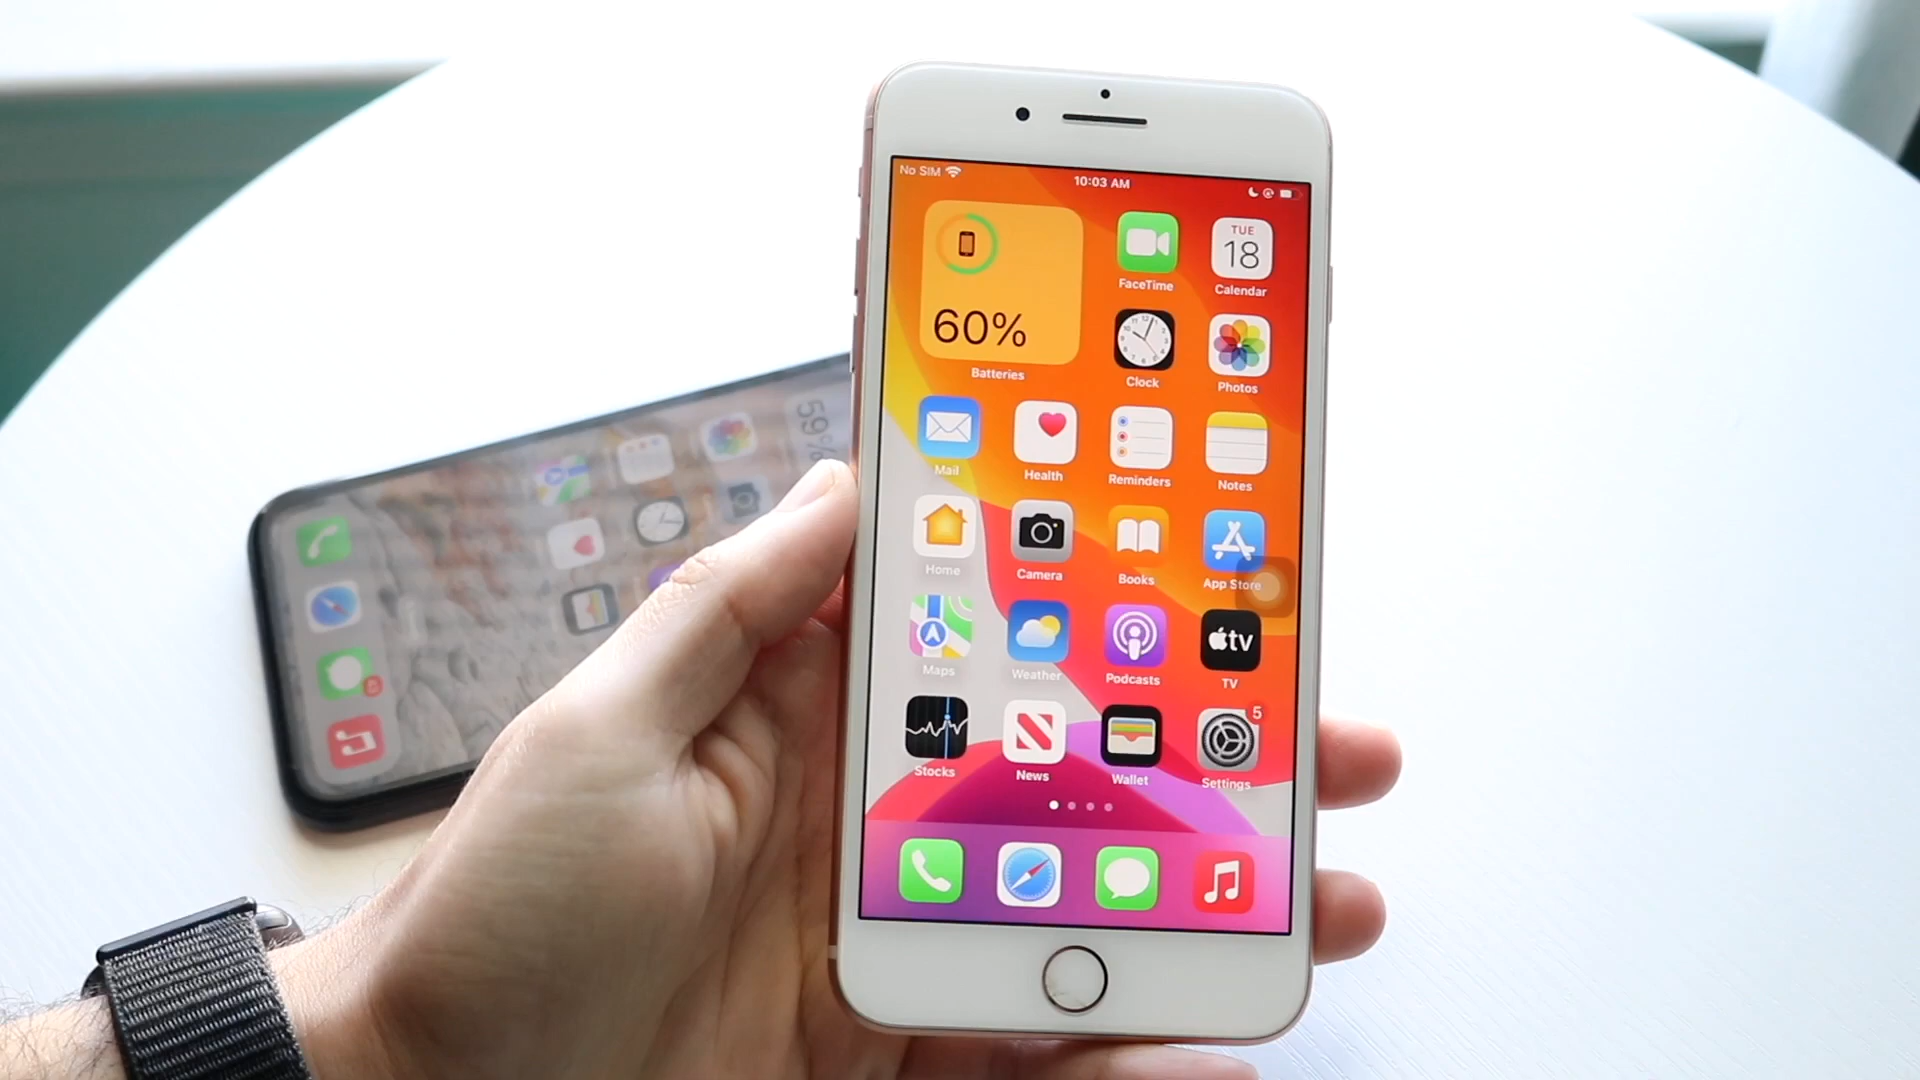 No SIM
10:03 AM
TUE
18
FaceTime
Calendar
60%
Batteries
Clock
Photos
Mail
Health
Reminders
Notes
Home
Camera
Books
App Store
Maps
Weather
Podcasts
tv
TV
5
Stocks
News
Wallet
Settings
59%